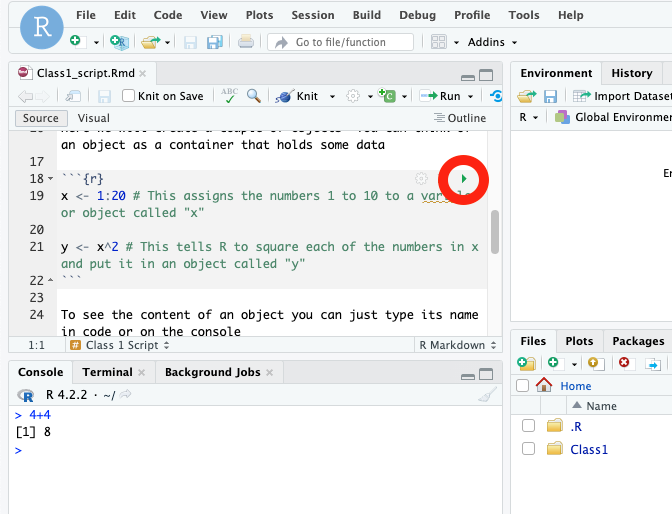 R
File Edit Code View Plots Session Build Debug Profile Tools Help
Go to file/function
Addins
Class1_script.Rmd
Environment History
Knit on Save
ABC
Knit
Run
Import Dataset
Source Visual
Outline
R
Global Environmen
an object as a container that holds some data
17
18 ```{r}
19 x <- 1:20 # This assigns the numbers 1 to 10 to a
or object called "x"
20
21 y <- x^2 # This tells R to square each of the numbers in x
and put it in an object called "y"
22 ```
23
24 To see the content of an object you can just type its name
in code or on the console
1:1 # Class 1 Script
R Markdown
Files Plots Packages
Console Terminal Background Jobs
R 4.2.2 · ~/
Home
Name
.R
Class1
> 4+4
[1] 8
>